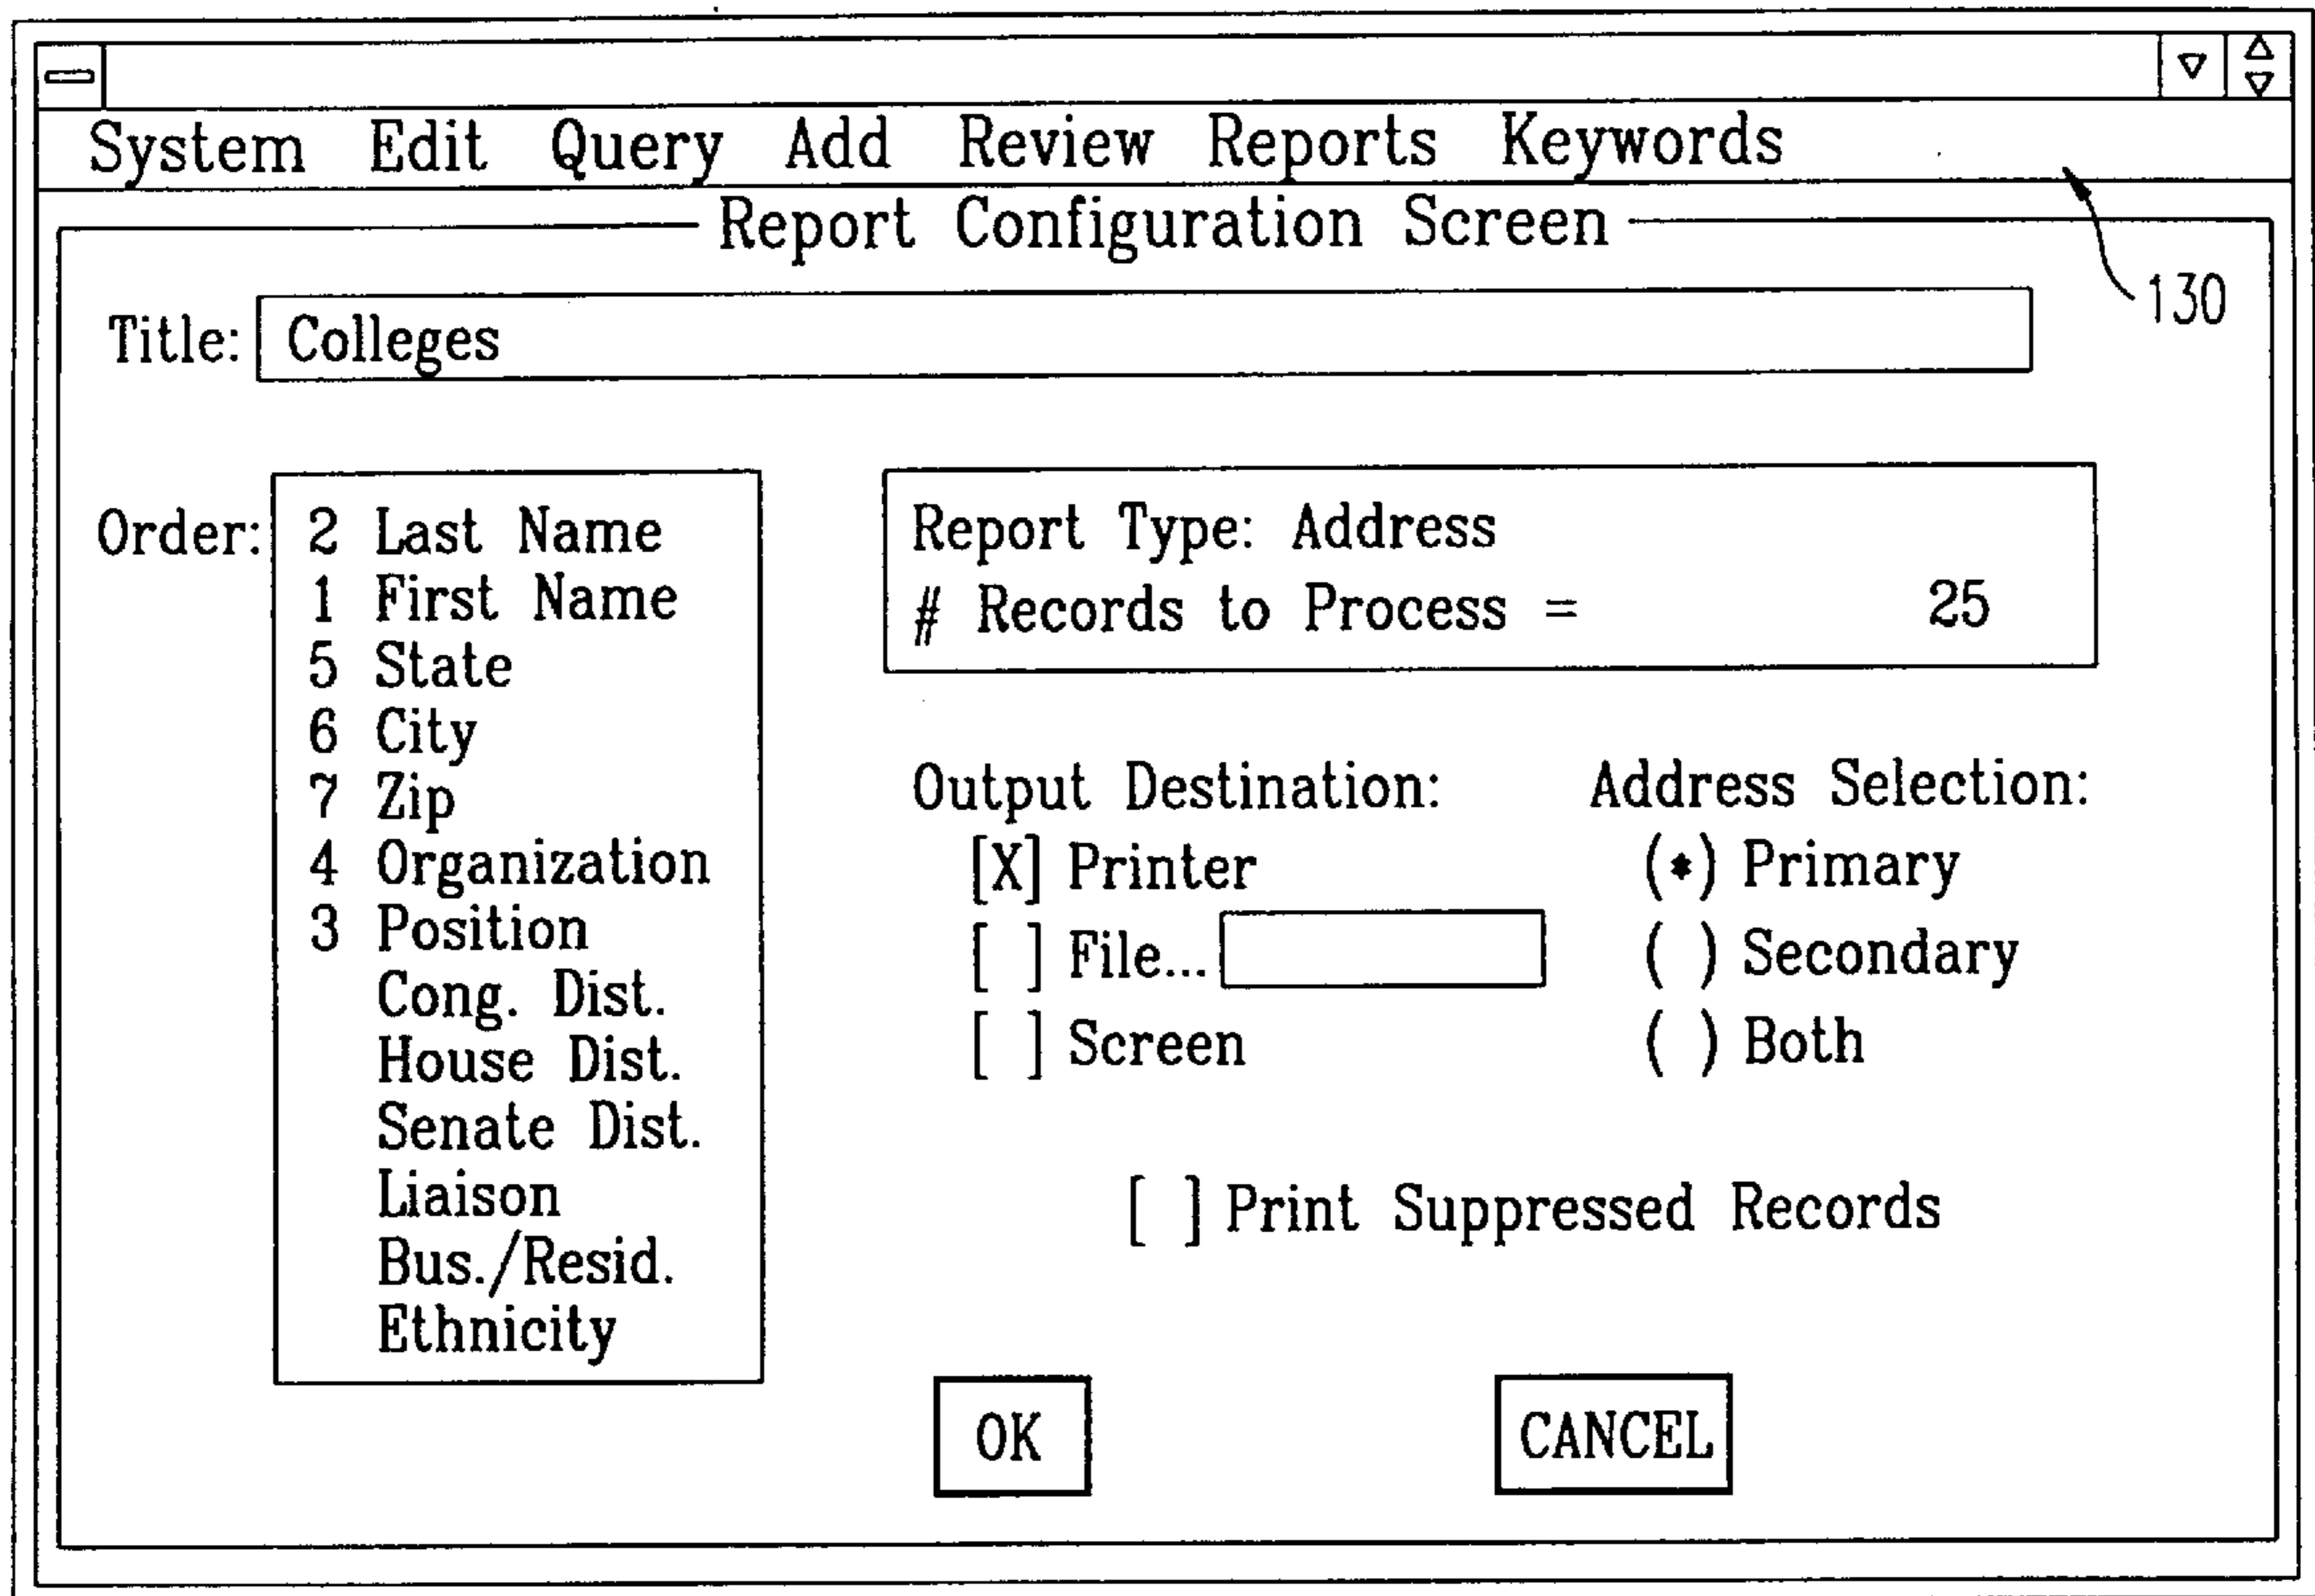 System Edit Query Add Review Reports Keywords
Report Configuration Screen
130
Title: Colleges
Order:
2 Last Name
1 First Name
5 State
6 City
7 Zip
4 Organization
3 Position
Cong. Dist.
House Dist.
Senate Dist.
Liaison
Bus./Resid.
Ethnicity
Report Type: Address
# Records to Process = 25
Output Destination:
[X] Printer
[ ] File...
[ ] Screen
Address Selection:
(*) Primary
( ) Secondary
( ) Both
[ ] Print Suppressed Records
OK
CANCEL